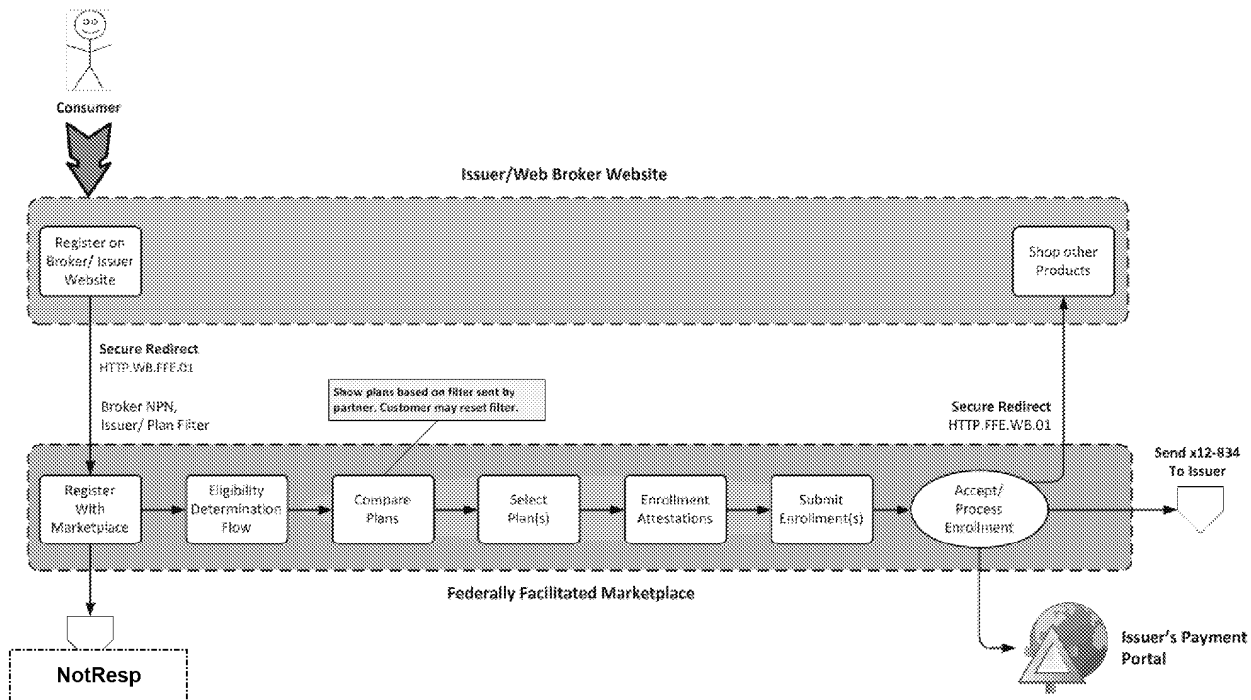 Consumer
Issuer/Web Broker Website
Register on
Broker/ Issuer
Website
Shop other
Products
Secure Redirect
HTTP.WB.FFE.01
Broker NPN,
Issuer/ Plan Filter
Show plans based on filter sent by
partner. Customer may reset filter.
Secure Redirect
HTTP.FFE.WB.01
Send x12-834
To Issuer
Register
With
Marketplace
Eligibility
Determination
Flow
Compare
Plans
Select
Plan(s)
Enrollment
Attestations
Submit
Enrollment(s)
Accept/
Process
Enrollment
Federally Facilitated Marketplace
Issuer's Payment
Portal
NotResp